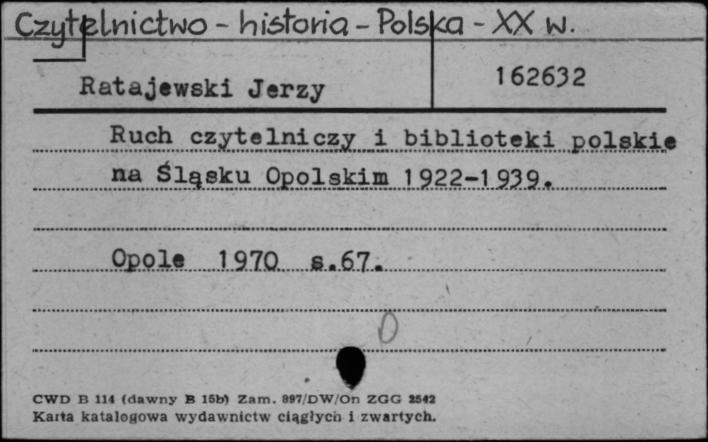 Czytelnictwo - historia - Polska - XX w.
Ratajewski Jerzy
162632
Ruch czytelniczy i biblioteki polskie
na Śląsku Opolskim 1922-1939.
Opole 1970 s.67.
CWD B 114 (dawny B 15b) Zam. 897/DW/On ZGG 2542
Karta katalogowa wydawnictw ciągłych i zwartych.